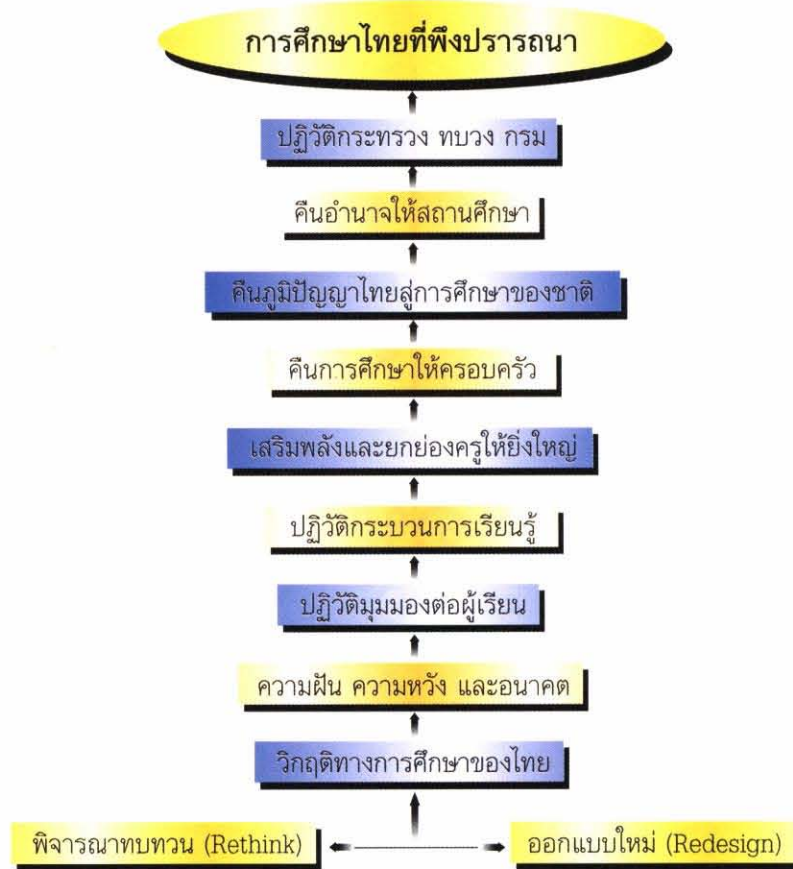 การศึกษาไทยที่พึงปรารถนา
ปฏิวัติกระทรวง ทบวง กรม
คืนอำนาจให้สถานศึกษา
คืนภูมิปัญญาไทยสู่การศึกษาของชาติ
คืนการศึกษาให้ครอบครัว
เสริมพลังและยกย่องครูให้ยิ่งใหญ่
ปฏิวัติกระบวนการเรียนรู้
ปฏิวัติมุมมองต่อผู้เรียน
ความฝัน ความหวัง และอนาคต
วิกฤติทางการศึกษาของไทย
พิจารณาทบทวน (Rethink)
ออกแบบใหม่ (Redesign)